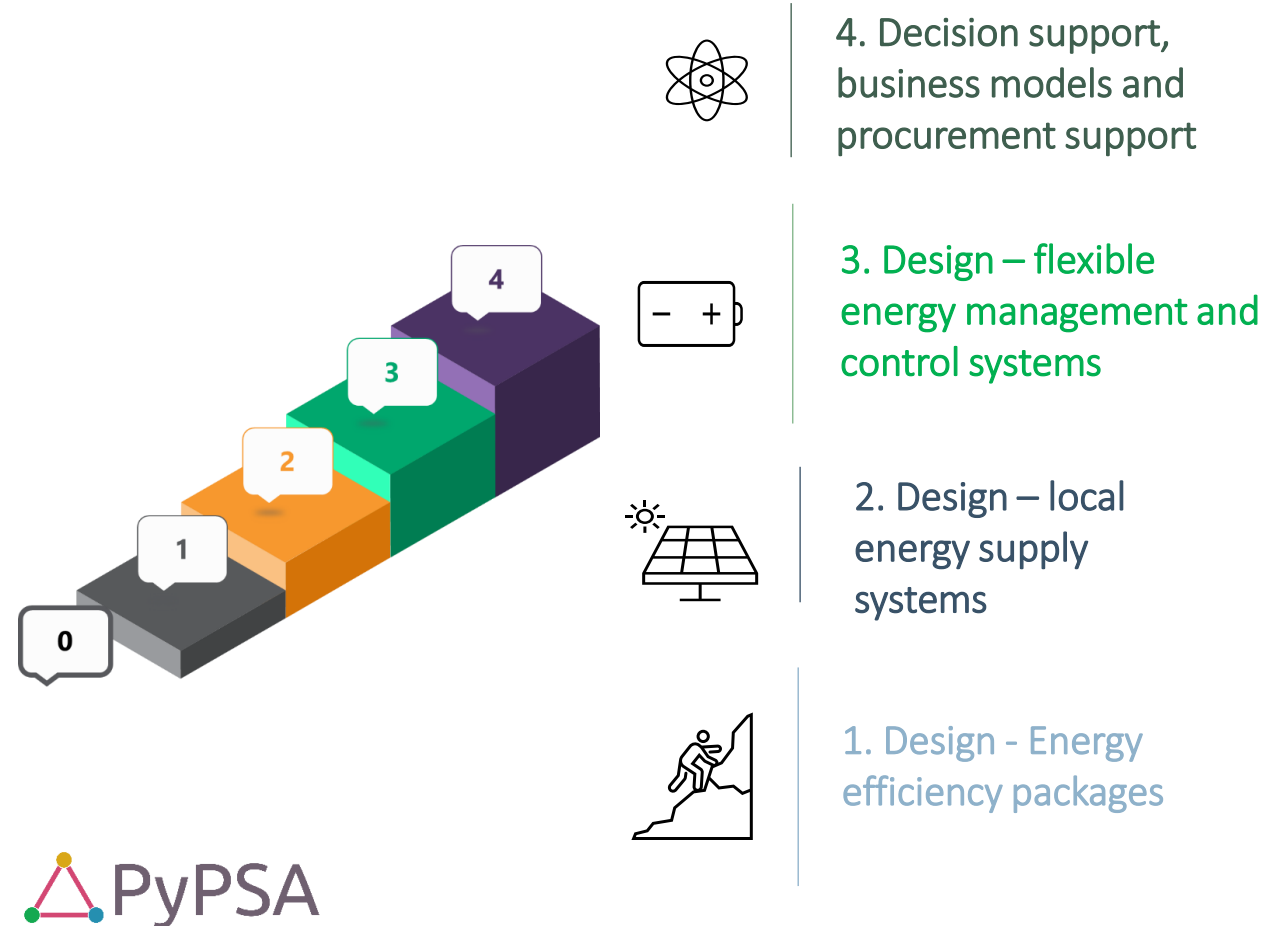 4. Decision support,
business models and
procurement support
3. Design – flexible
energy management and
control systems
2. Design – local
energy supply
systems
1. Design - Energy
efficiency packages
4
3
2
1
0
PyPSA